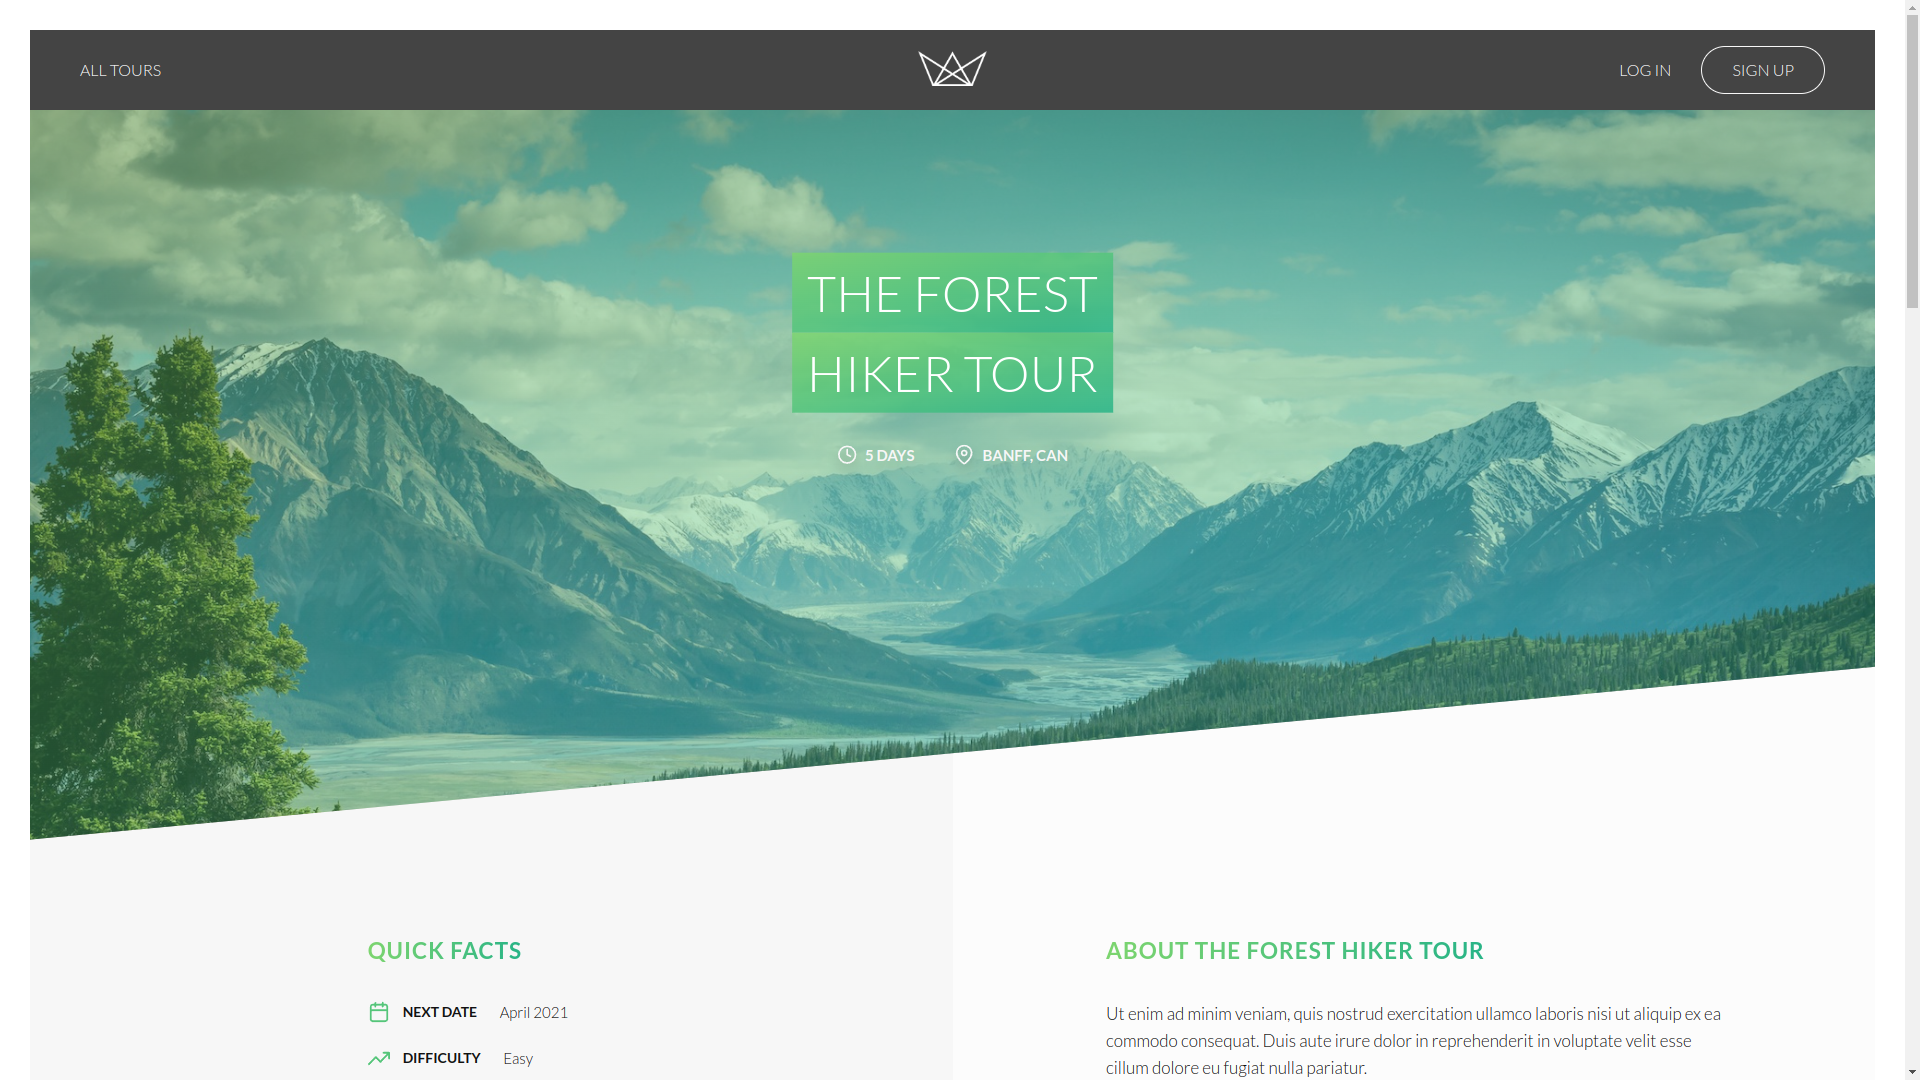 ALL TOURS
LOG IN
SIGN UP
THE FOREST
HIKER TOUR
5 DAYS
BANFF, CAN
QUICK FACTS
NEXT DATE April 2021
DIFFICULTY Easy
ABOUT THE FOREST HIKER TOUR
Ut enim ad minim veniam, quis nostrud exercitation ullamco laboris nisi ut aliquip ex ea
commodo consequat. Duis aute irure dolor in reprehenderit in voluptate velit esse
cillum dolore eu fugiat nulla pariatur.